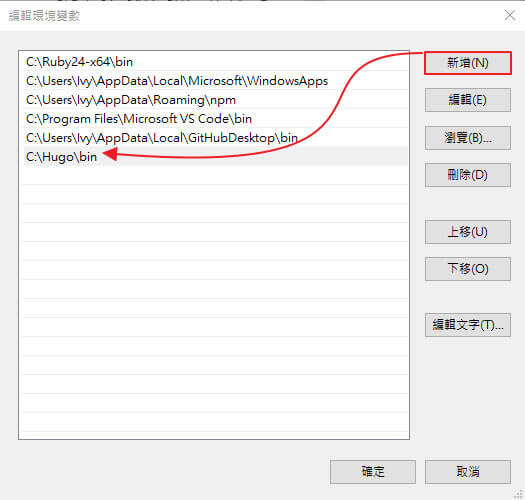 編輯環境變數
C:\Ruby24-x64\bin
C:\Users\Ivy\AppData\Local\Microsoft\WindowsApps
C:\Users\Ivy\AppData\Roaming\npm
C:\Program Files\Microsoft VS Code\bin
C:\Users\Ivy\AppData\Local\GitHubDesktop\bin
C:\Hugo\bin
新增(N)
編輯(E)
瀏覽(B)...
刪除(D)
上移(U)
下移(O)
編輯文字(T)...
確定
取消